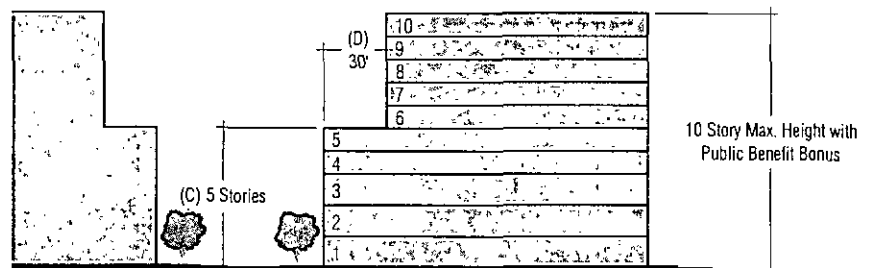 10
(D)
30'
9
8
7
6
5
4
3
2
1
(C) 5 Stories
10 Story Max. Height with
Public Benefit Bonus